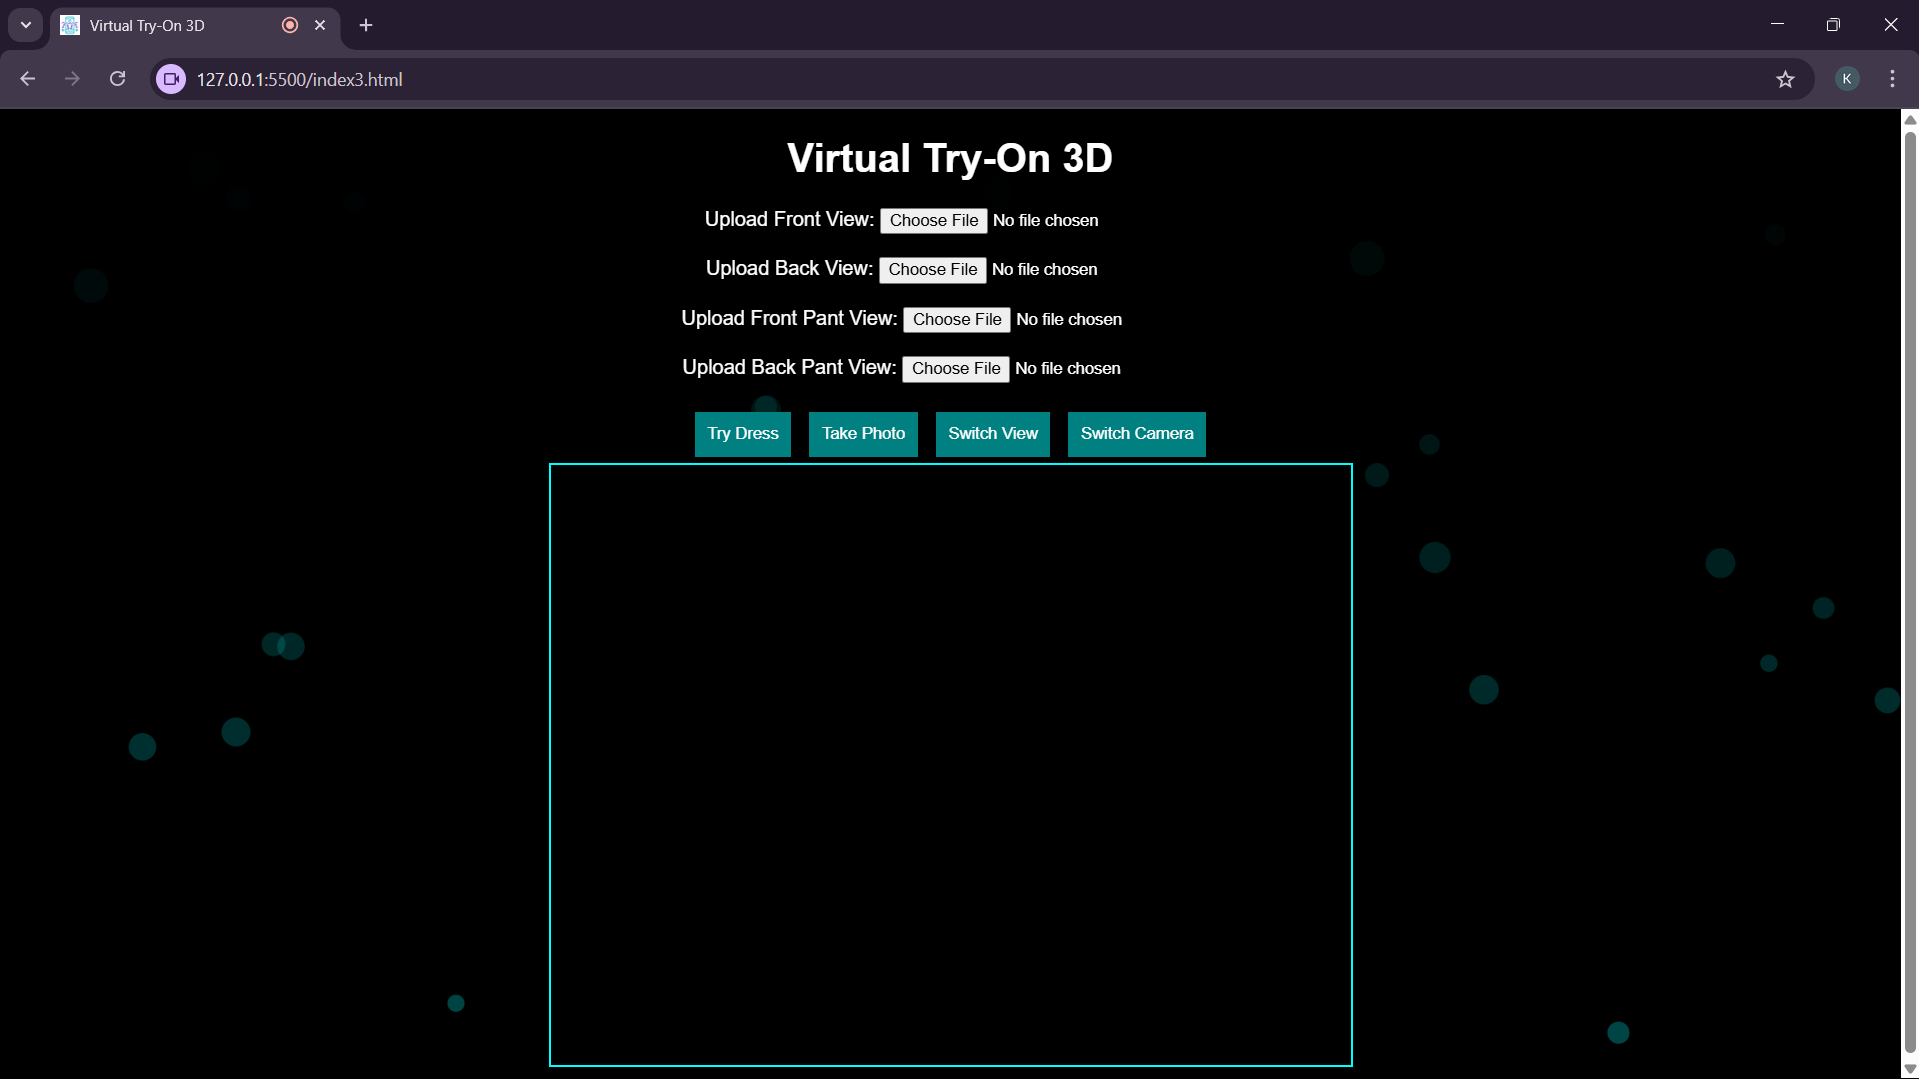 Virtual Try-On 3D
127.0.0.1:5500/index3.html
K
Virtual Try-On 3D
Upload Front View: Choose File No file chosen
Upload Back View: Choose File No file chosen
Upload Front Pant View: Choose File No file chosen
Upload Back Pant View: Choose File No file chosen
Try Dress Take Photo Switch View Switch Camera